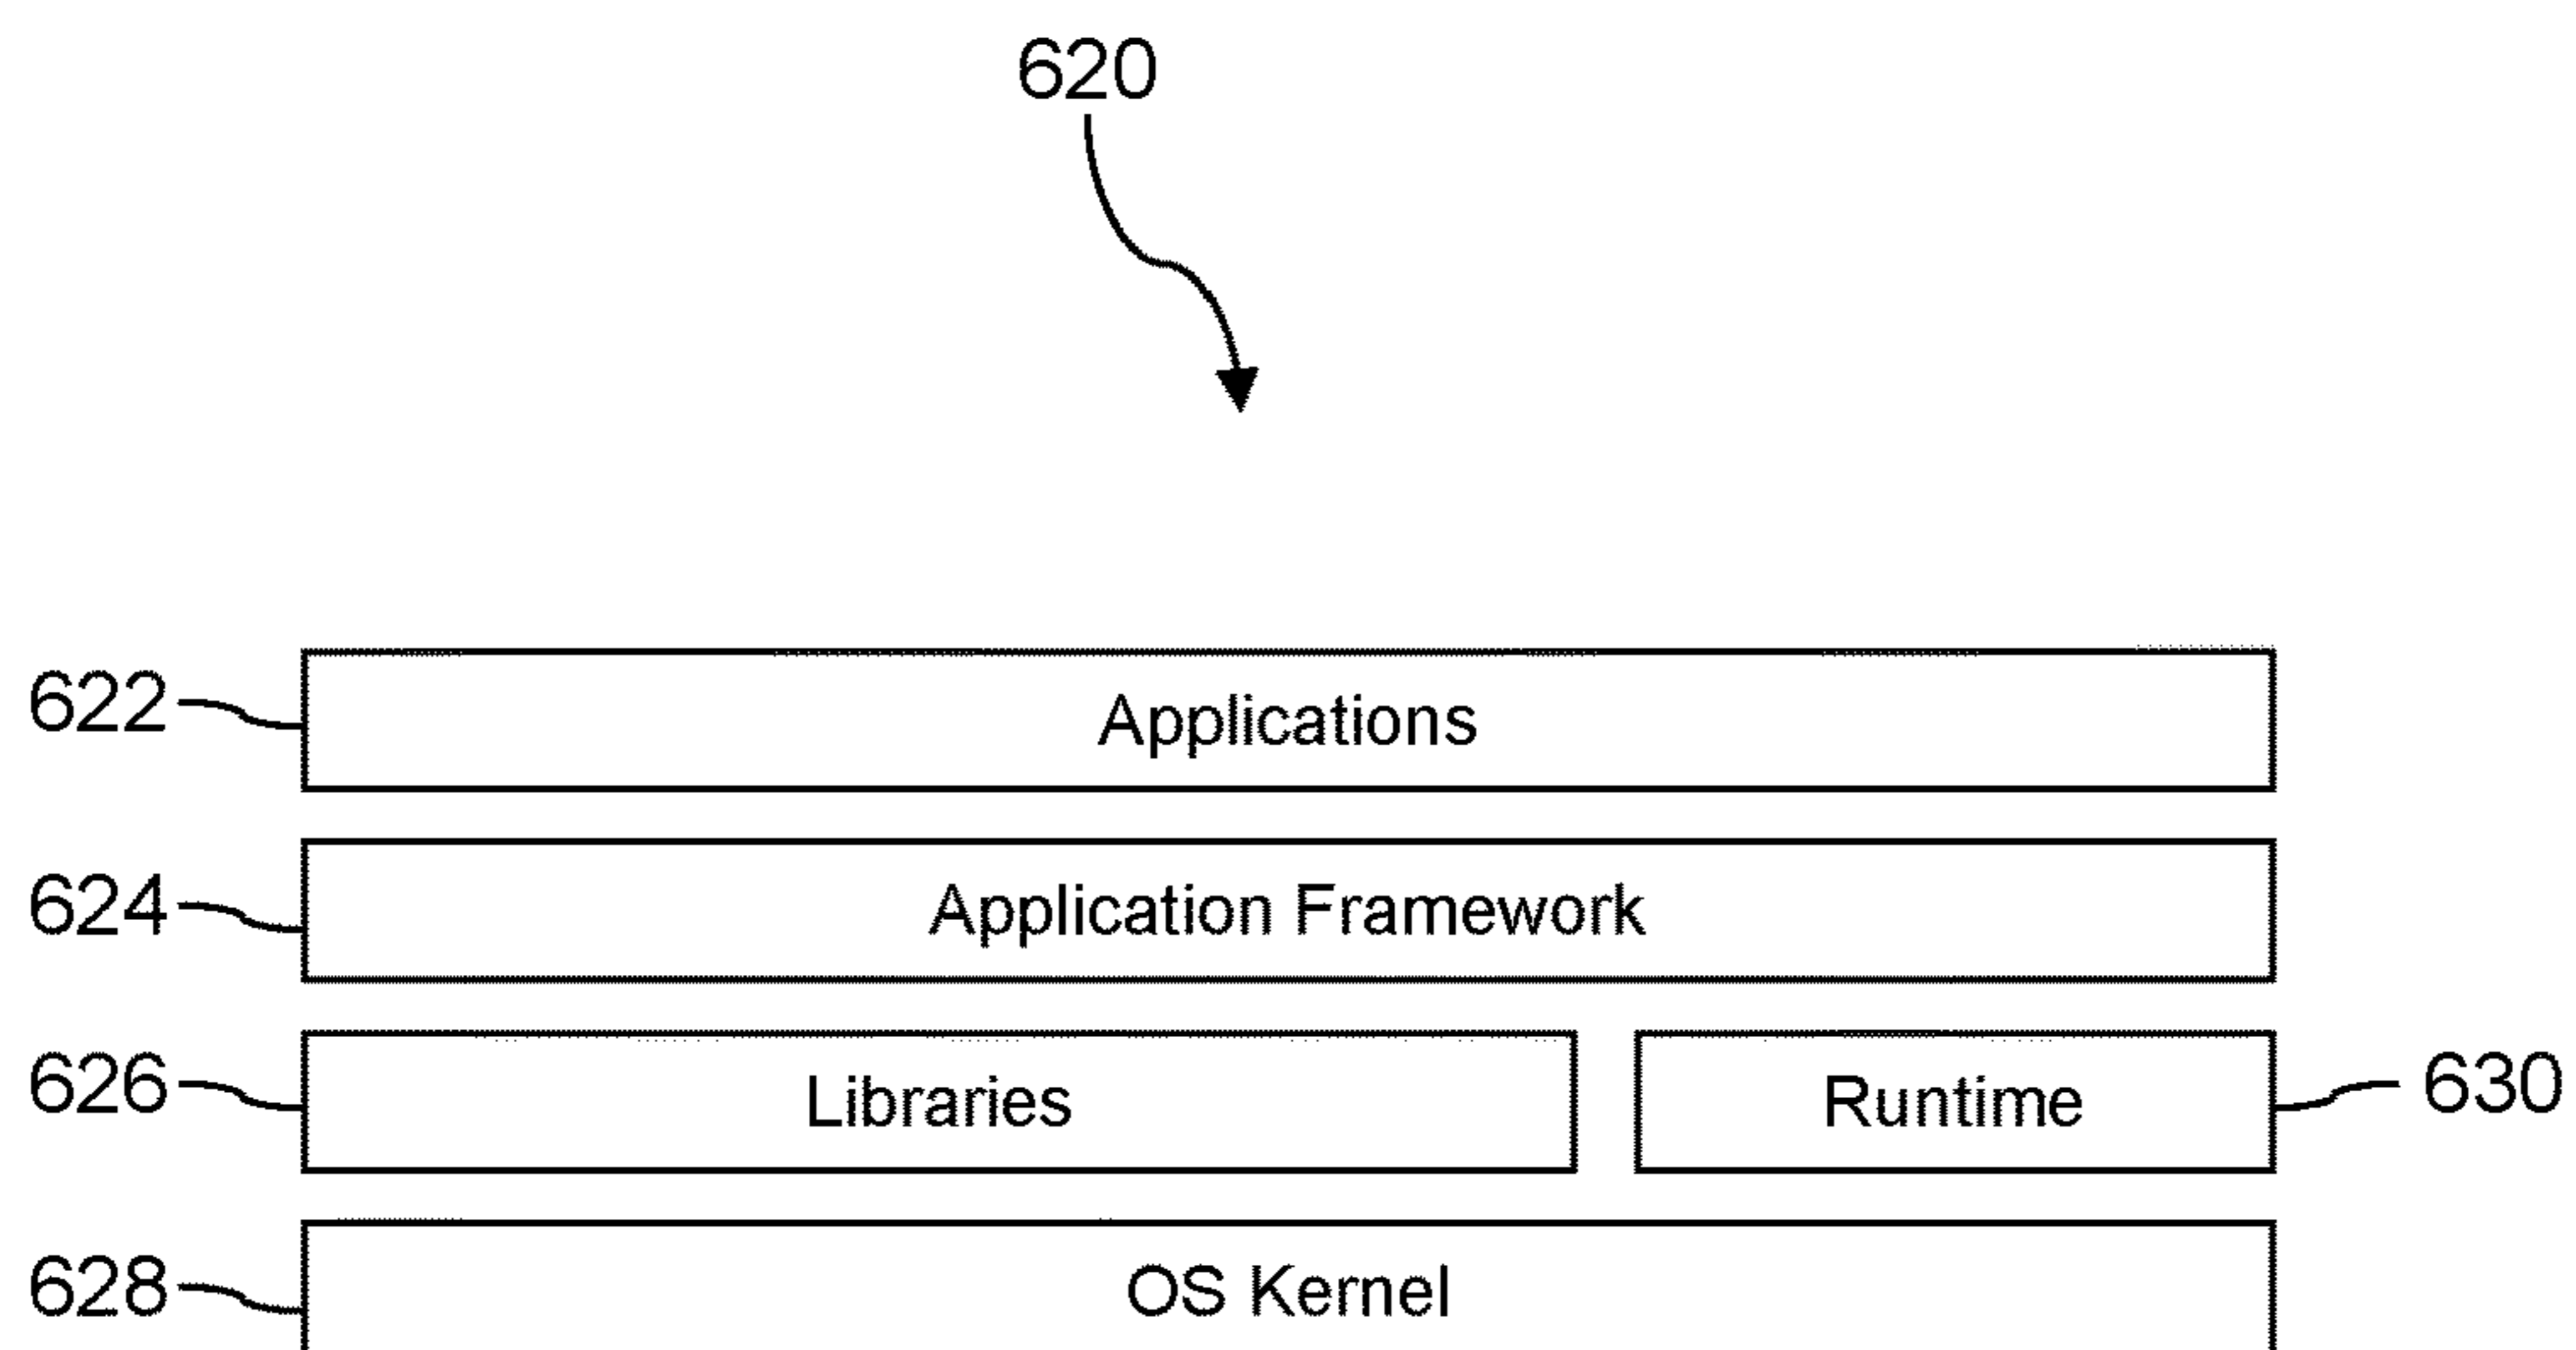 620
622 Applications
624 Application Framework
626 Libraries Runtime 630
628 OS Kernel